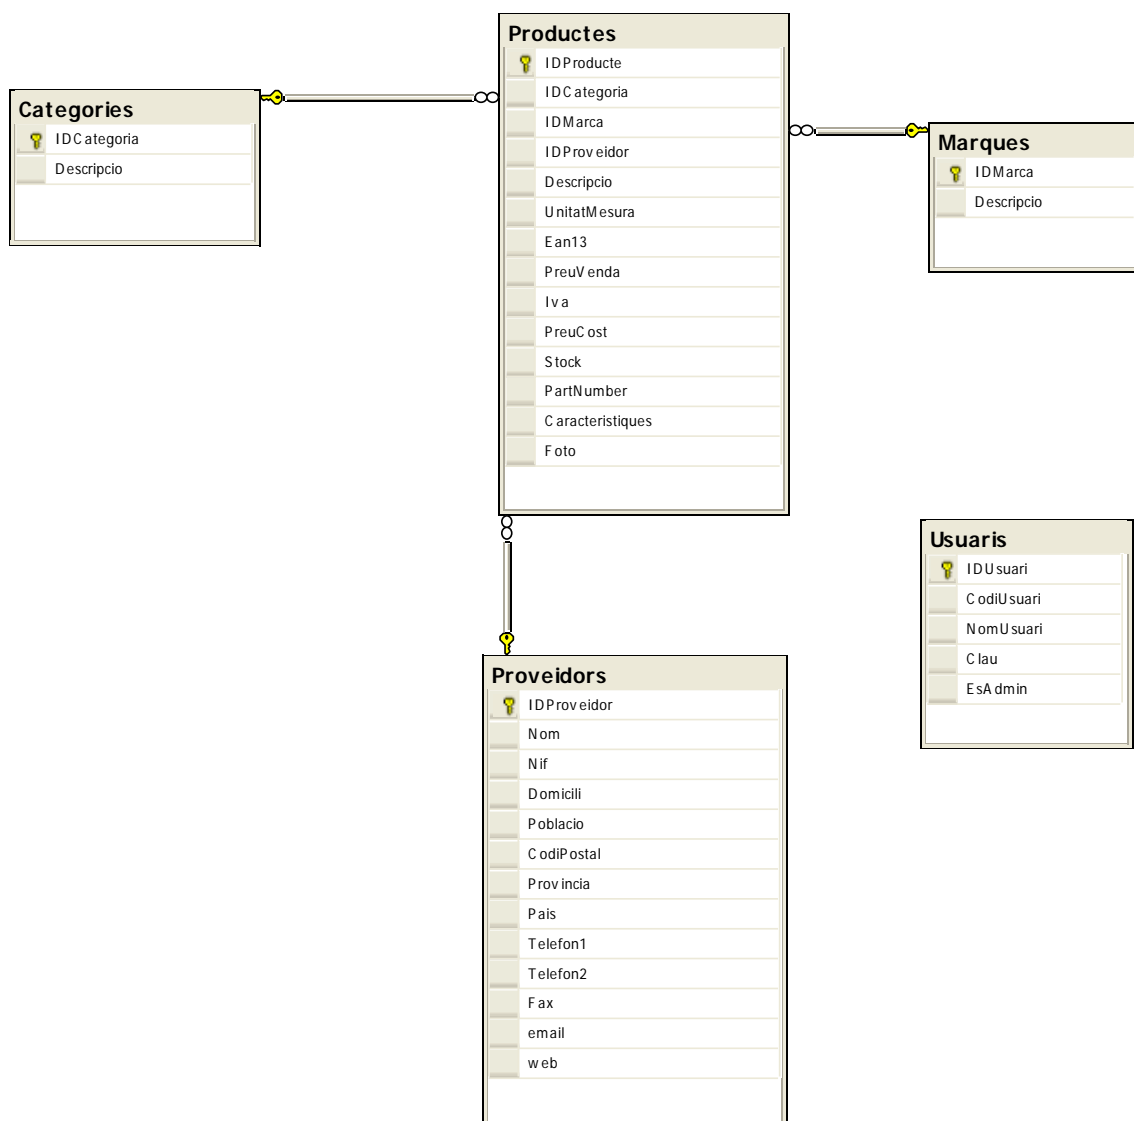 Productes
IDProducte
IDCategoria
IDMarca
IDProveidor
Descripcio
UnitatMesura
Ean13
PreuVenda
Iva
PreuCost
Stock
PartNumber
Caracteristiques
Foto
Categories
IDCategoria
Descripcio
Marques
IDMarca
Descripcio
Usuaris
IDUsuari
CodiUsuari
NomUsuari
Clau
EsAdmin
Proveidors
IDProveidor
Nom
Nif
Domicili
Poblacio
CodiPostal
Provincia
Pais
Telefon1
Telefon2
Fax
email
web